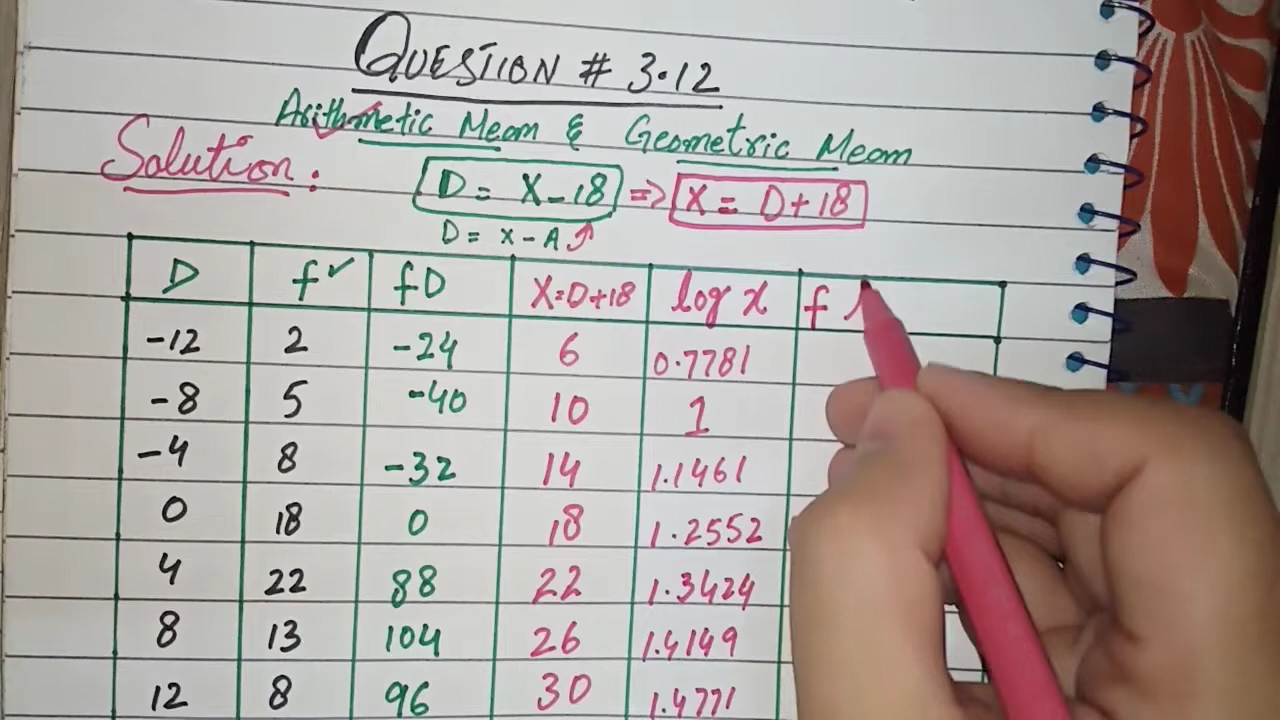 QUESTION # 3.12
Arithmetic Mean & Geometric Mean
Solution: D = X - 18 => X = D + 18
D = x - A
D f ✓ fD X=D+18 log x f
-12 2 -24 6 0.7781
-8 5 -40 10 1
-4 8 -32 14 1.1461
0 18 0 18 1.2552
4 22 88 22 1.3424
8 13 104 26 1.4149
12 8 96 30 1.4771